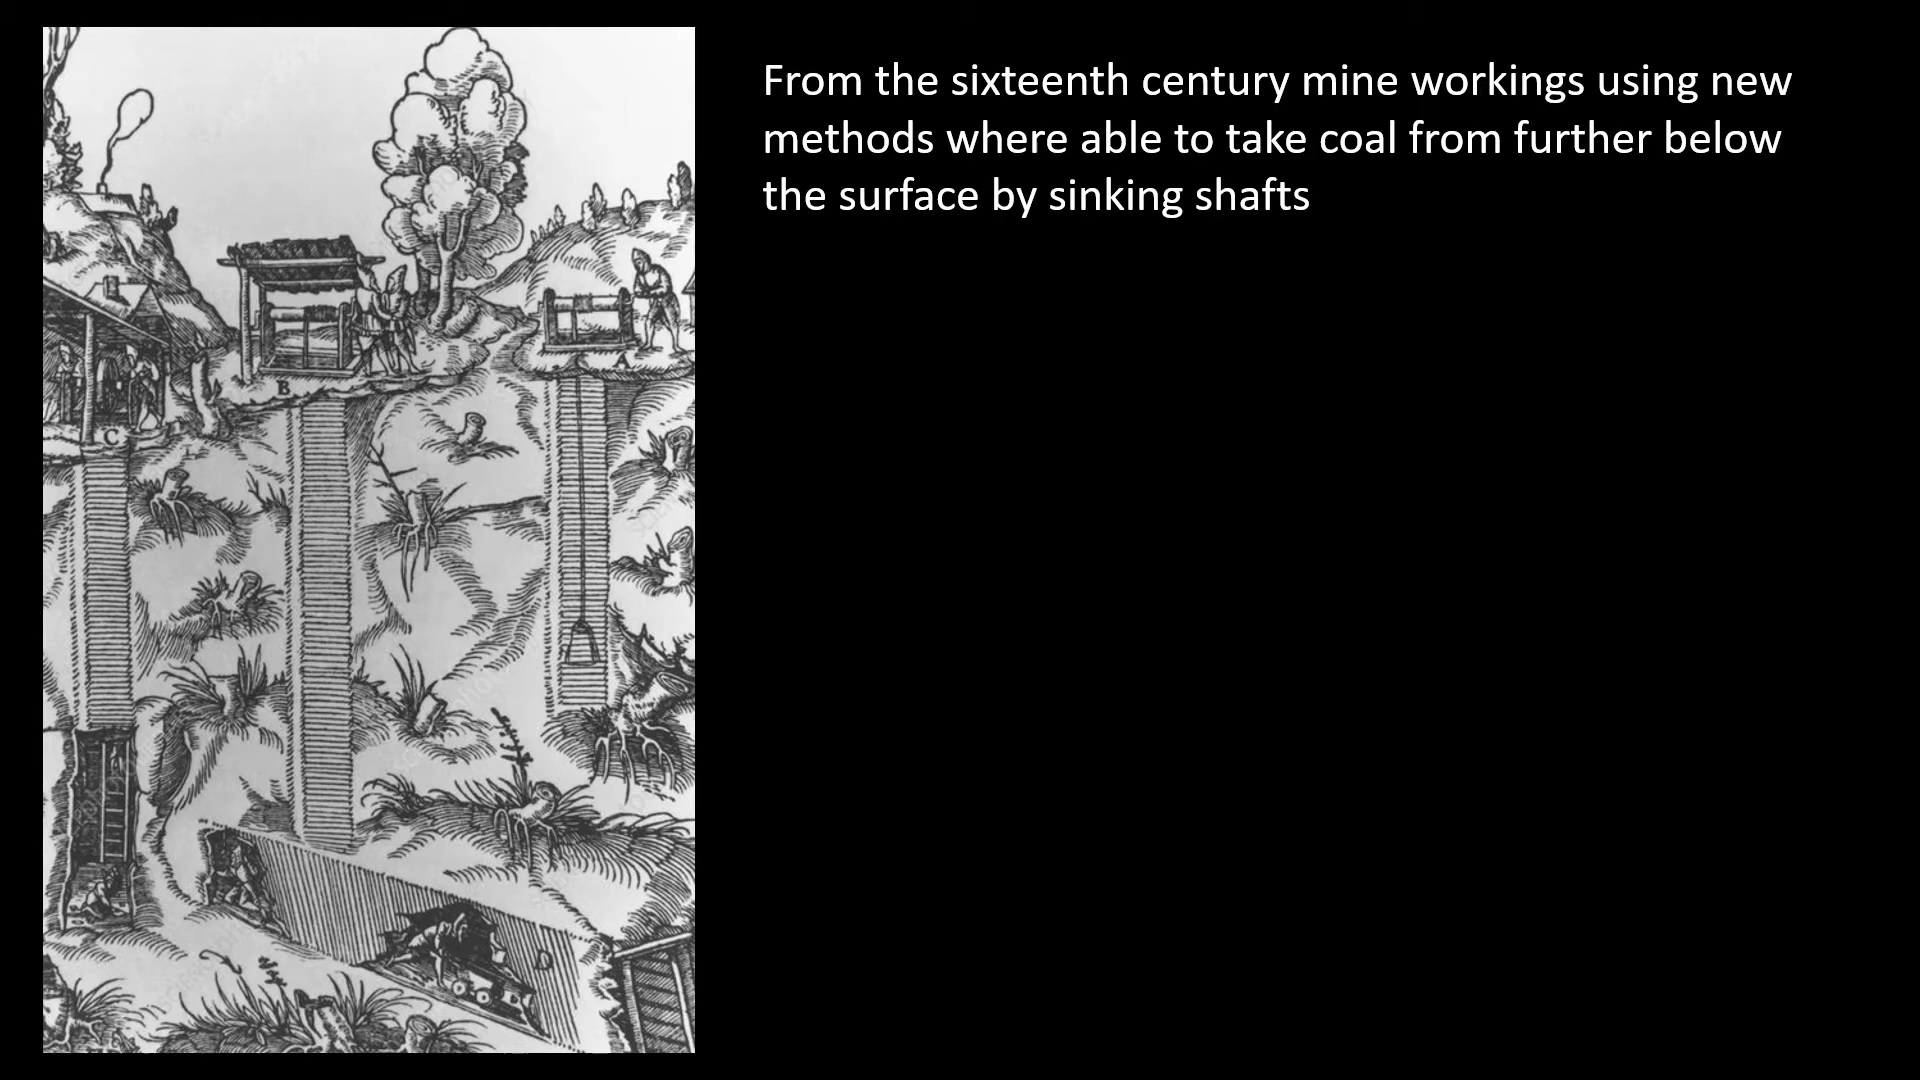 From the sixteenth century mine workings using new
methods where able to take coal from further below
the surface by sinking shafts
A
B
C
D